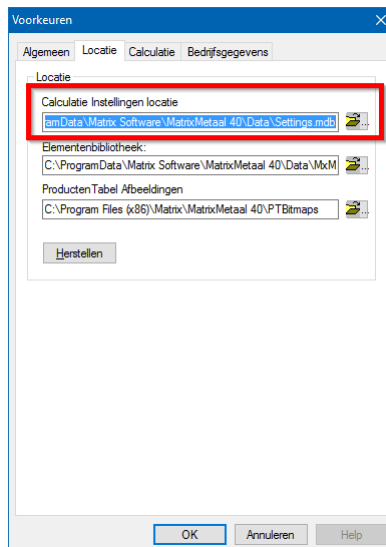 Voorkeuren
Algemeen Locatie Calculatie Bedrijfsgegevens
Locatie
Calculatie Instellingen locatie
amData\Matrix Software\MatrixMetaal 40\Data\Settings.mdb
...
Elementenbibliotheek:
C:\ProgramData\Matrix Software\MatrixMetaal 40\Data\MxM
...
ProductenTabel Afbeeldingen
C:\Program Files (x86)\Matrix\MatrixMetaal 40\PTBitmaps
...
Herstellen
OK Annuleren Help